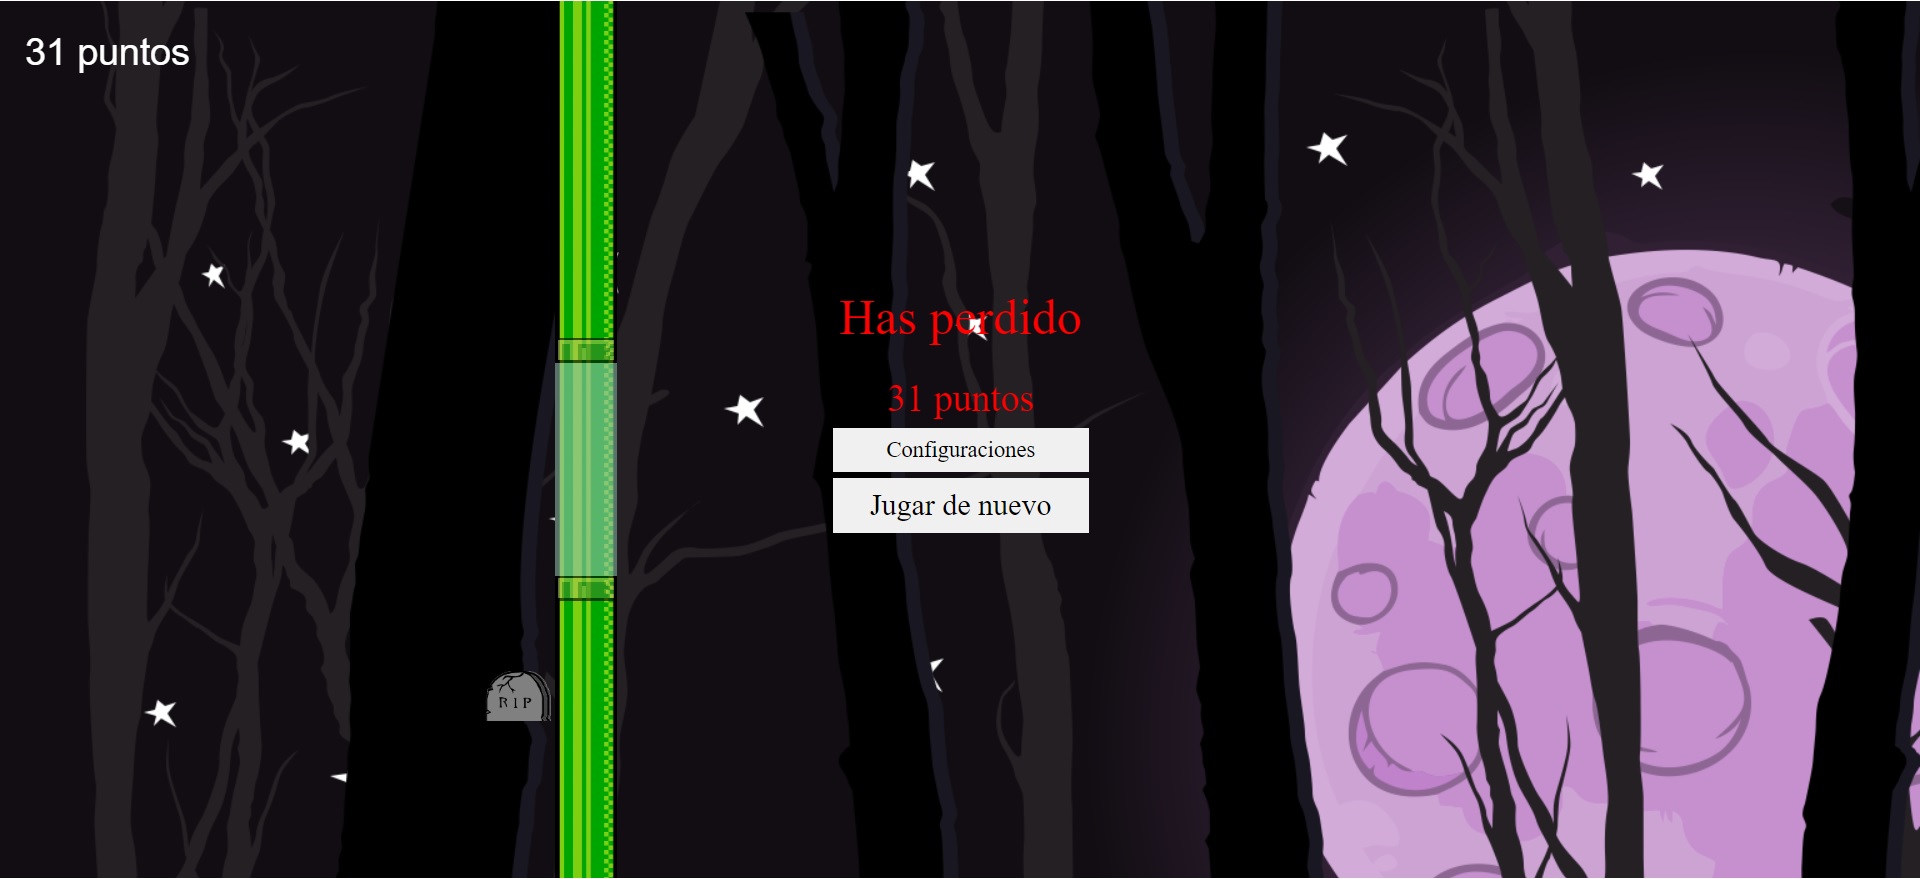 31 puntos
Has perdido
31 puntos
Configuraciones
Jugar de nuevo
RIP